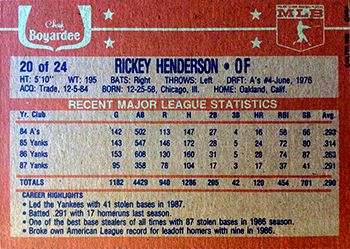 Chef
Boyardee
MLB
20 of 24 RICKEY HENDERSON • OF
HT: 5'10" WT: 195 BATS: Right THROWS: Left DRFT: A's #4-June, 1976
ACQ: Trade, 12-5-84 BORN: 12-25-58, Chicago, Ill. HOME: Oakland, Calif.
RECENT MAJOR LEAGUE STATISTICS
Yr. Club G AB R H 2B 3B HR RBI SB SO AVG.
84 A's 142 502 113 147 27 4 16 58 66 .293
85 Yanks 143 547 146 172 28 5 24 72 80 .314
86 Yanks 153 608 130 160 31 5 28 74 87 .263
87 Yanks 95 358 78 104 17 3 17 37 41 .291
TOTALS 1182 4429 940 1286 205 42 120 454 701 .290
CAREER HIGHLIGHTS
• Led the Yankees with 41 stolen bases in 1987.
• Batted .291 with 17 homeruns last season.
• One of the best base stealers of all times with 87 stolen bases in 1986 season.
• Broke own American League record for leadoff homers with nine in 1986.